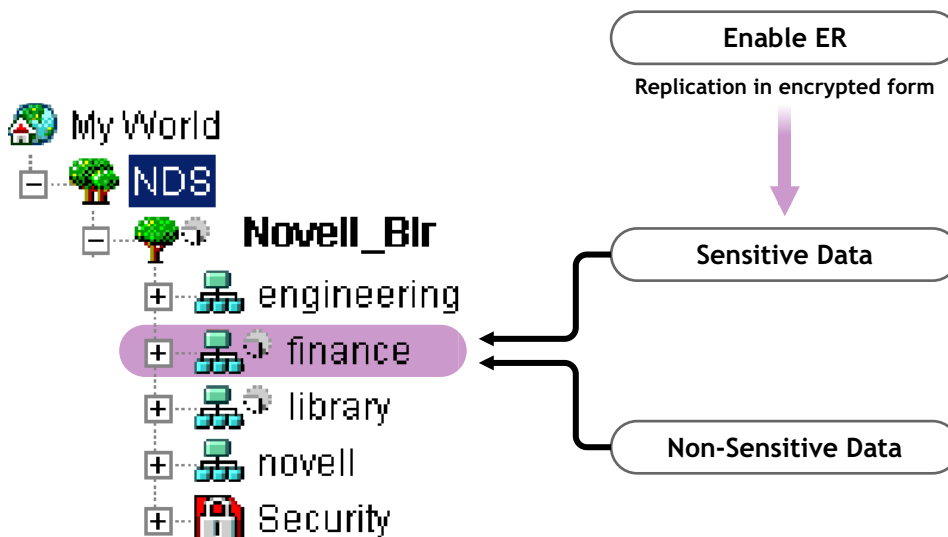 Enable ER
Replication in encrypted form
My World
NDS
Novell_Blr
Sensitive Data
engineering
finance
library
Non-Sensitive Data
novell
Security